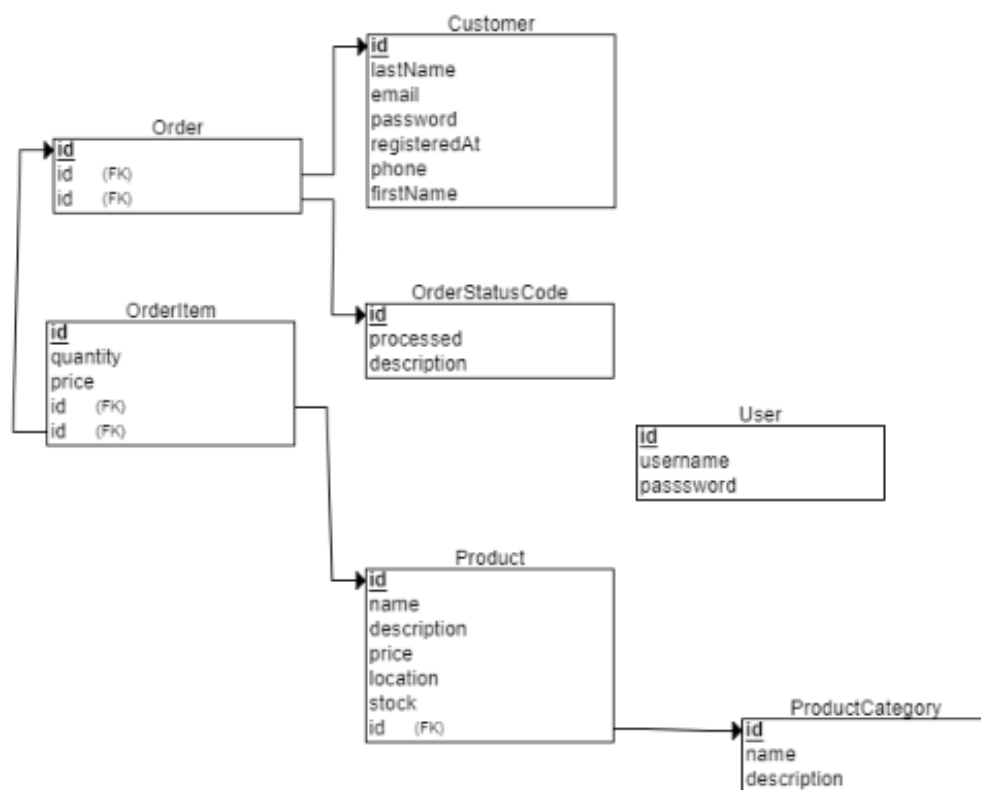 Customer
id
lastName
email
password
registeredAt
phone
firstName
Order
id
id (FK)
id (FK)
OrderStatusCode
id
processed
description
OrderItem
id
quantity
price
id (FK)
id (FK)
User
id
username
passsword
Product
id
name
description
price
location
stock
id (FK)
ProductCategory
id
name
description